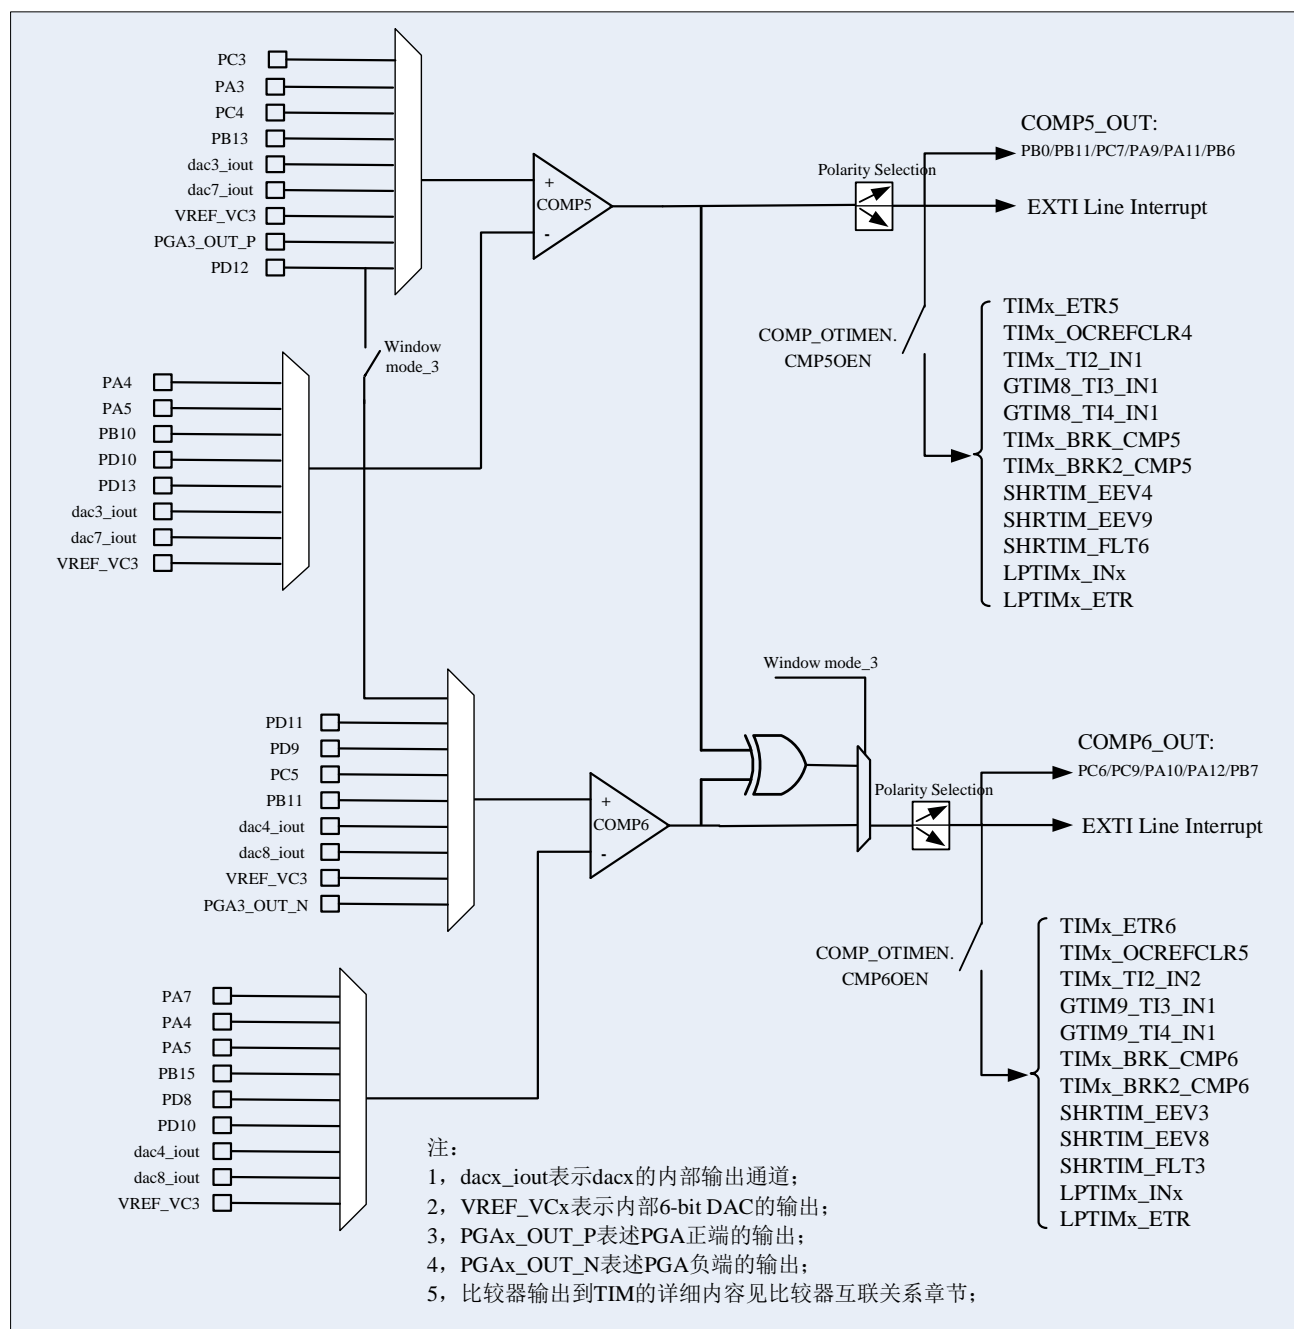 PC3
PA3
PC4
PB13
dac3_iout
dac7_iout
VREF_VC3
PGA3_OUT_P
PD12
+
COMP5
-
Polarity Selection
COMP5_OUT:
PB0/PB11/PC7/PA9/PA11/PB6
EXTI Line Interrupt
Window
mode_3
PA4
PA5
PB10
PD10
PD13
dac3_iout
dac7_iout
VREF_VC3
COMP_OTIMEN.
CMP5OEN
TIMx_ETR5
TIMx_OCREFCLR4
TIMx_TI2_IN1
GTIM8_TI3_IN1
GTIM8_TI4_IN1
TIMx_BRK_CMP5
TIMx_BRK2_CMP5
SHRTIM_EEV4
SHRTIM_EEV9
SHRTIM_FLT6
LPTIMx_INx
LPTIMx_ETR
Window mode_3
PD11
PD9
PC5
PB11
dac4_iout
dac8_iout
VREF_VC3
PGA3_OUT_N
+
COMP6
-
Polarity Selection
COMP6_OUT:
PC6/PC9/PA10/PA12/PB7
EXTI Line Interrupt
COMP_OTIMEN.
CMP6OEN
TIMx_ETR6
TIMx_OCREFCLR5
TIMx_TI2_IN2
GTIM9_TI3_IN1
GTIM9_TI4_IN1
TIMx_BRK_CMP6
TIMx_BRK2_CMP6
SHRTIM_EEV3
SHRTIM_EEV8
SHRTIM_FLT3
LPTIMx_INx
LPTIMx_ETR
PA7
PA4
PA5
PB15
PD8
PD10
dac4_iout
dac8_iout
VREF_VC3
注：
1，dacx_iout表示dacx的内部输出通道；
2，VREF_VCx表示内部6-bit DAC的输出；
3，PGAx_OUT_P表述PGA正端的输出；
4，PGAx_OUT_N表述PGA负端的输出；
5，比较器输出到TIM的详细内容见比较器互联关系章节；